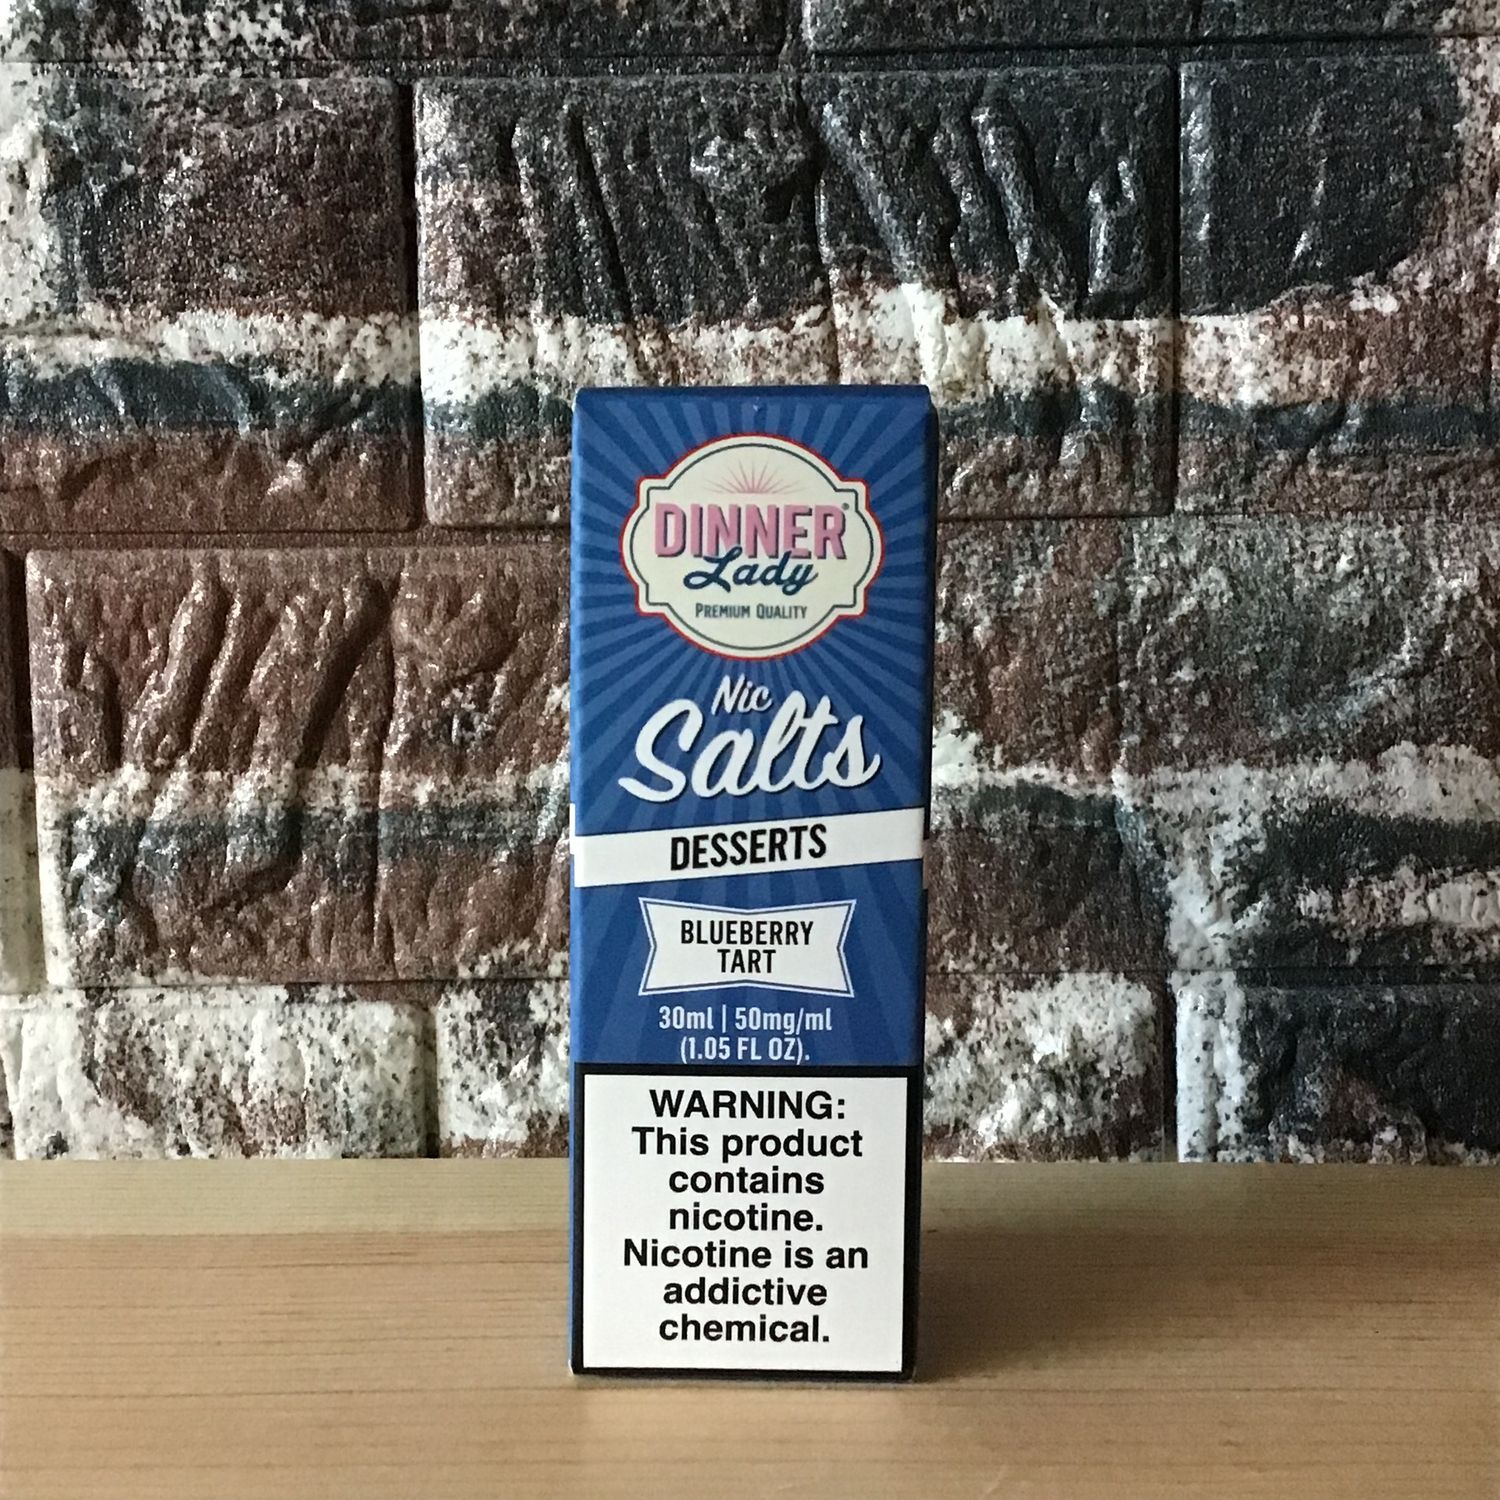 DINNER®
Lady
PREMIUM QUALITY
Nic
Salts
DESSERTS
BLUEBERRY
TART
30ml | 50mg/ml
(1.05 FL OZ).
WARNING:
This product
contains
nicotine.
Nicotine is an
addictive
chemical.